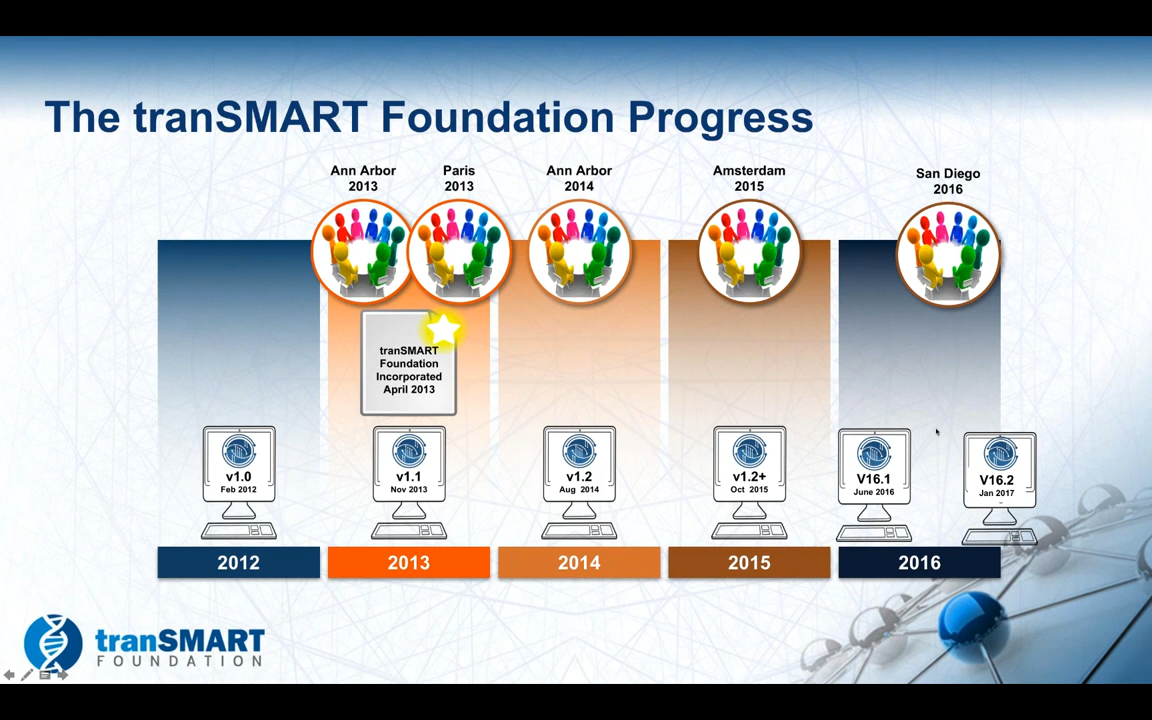 The tranSMART Foundation Progress
Ann Arbor
2013
Paris
2013
Ann Arbor
2014
Amsterdam
2015
San Diego
2016
tranSMART
Foundation
Incorporated
April 2013
v1.0
Feb 2012
v1.1
Nov 2013
v1.2
Aug 2014
v1.2+
Oct 2015
V16.1
June 2016
V16.2
Jan 2017
2012
2013
2014
2015
2016
tranSMART
FOUNDATION